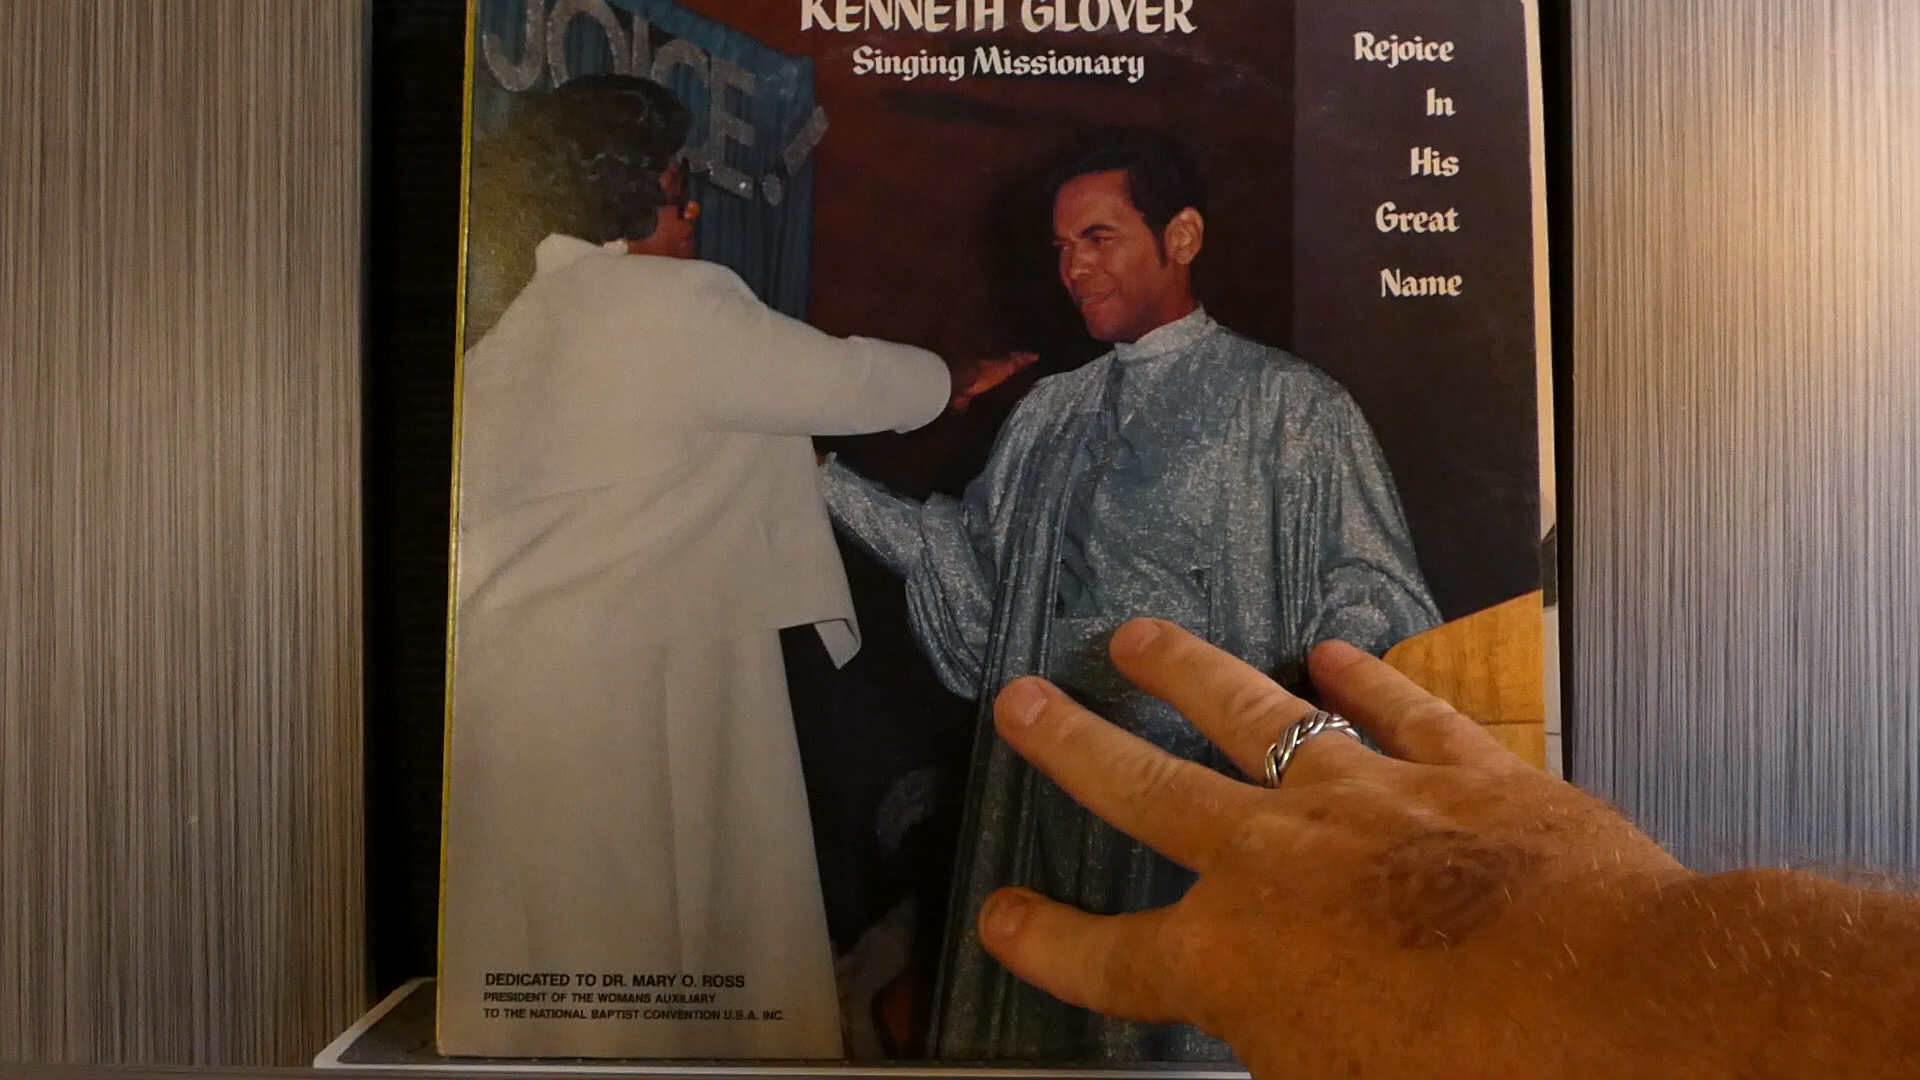 JOICE!
KENNETH GLOVER
Singing Missionary
Rejoice
In
His
Great
Name
DEDICATED TO DR. MARY O. ROSS
PRESIDENT OF THE WOMANS AUXILIARY
TO THE NATIONAL BAPTIST CONVENTION U.S.A. INC.